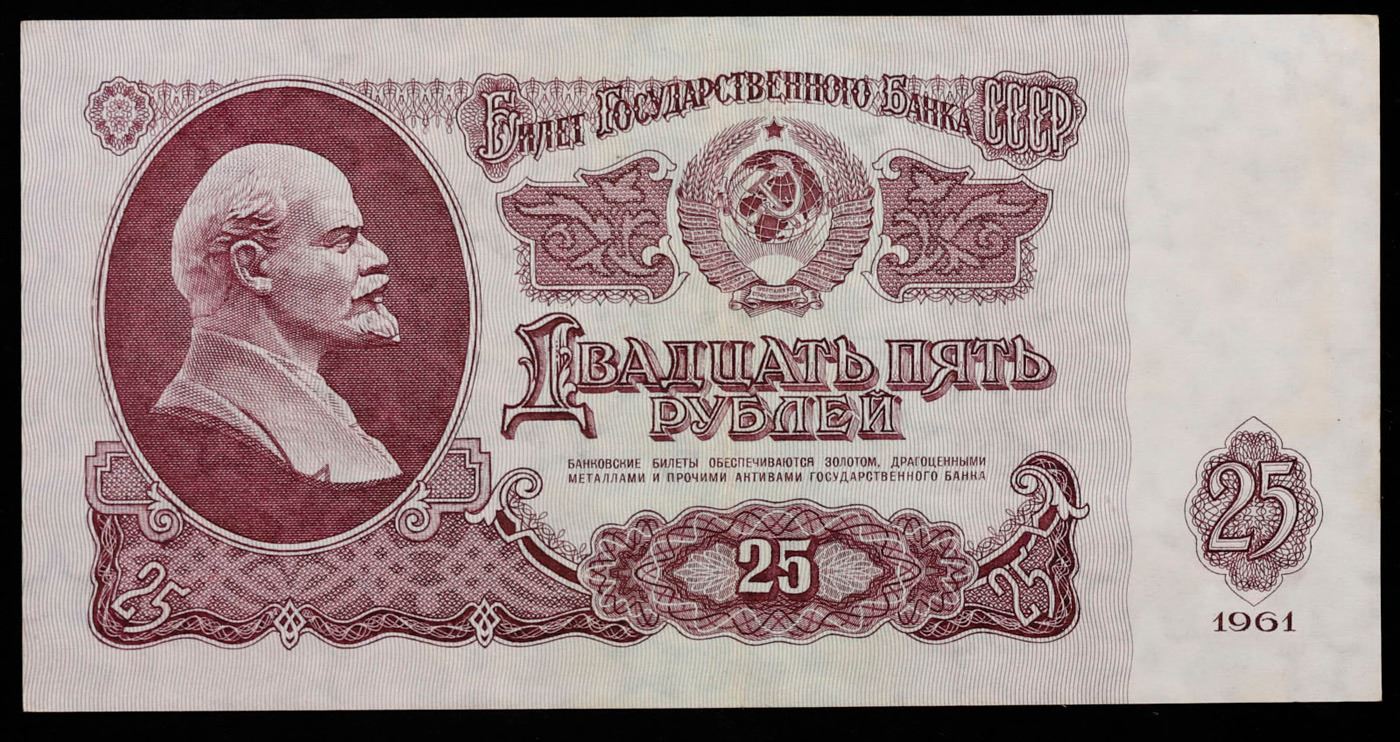 Билет Государственного Банка СССР
Двадцать пять
рублей
БАНКОВСКИЕ БИЛЕТЫ ОБЕСПЕЧИВАЮТСЯ ЗОЛОТОМ, ДРАГОЦЕННЫМИ
МЕТАЛЛАМИ И ПРОЧИМИ АКТИВАМИ ГОСУДАРСТВЕННОГО БАНКА
25
25
25
25
1961